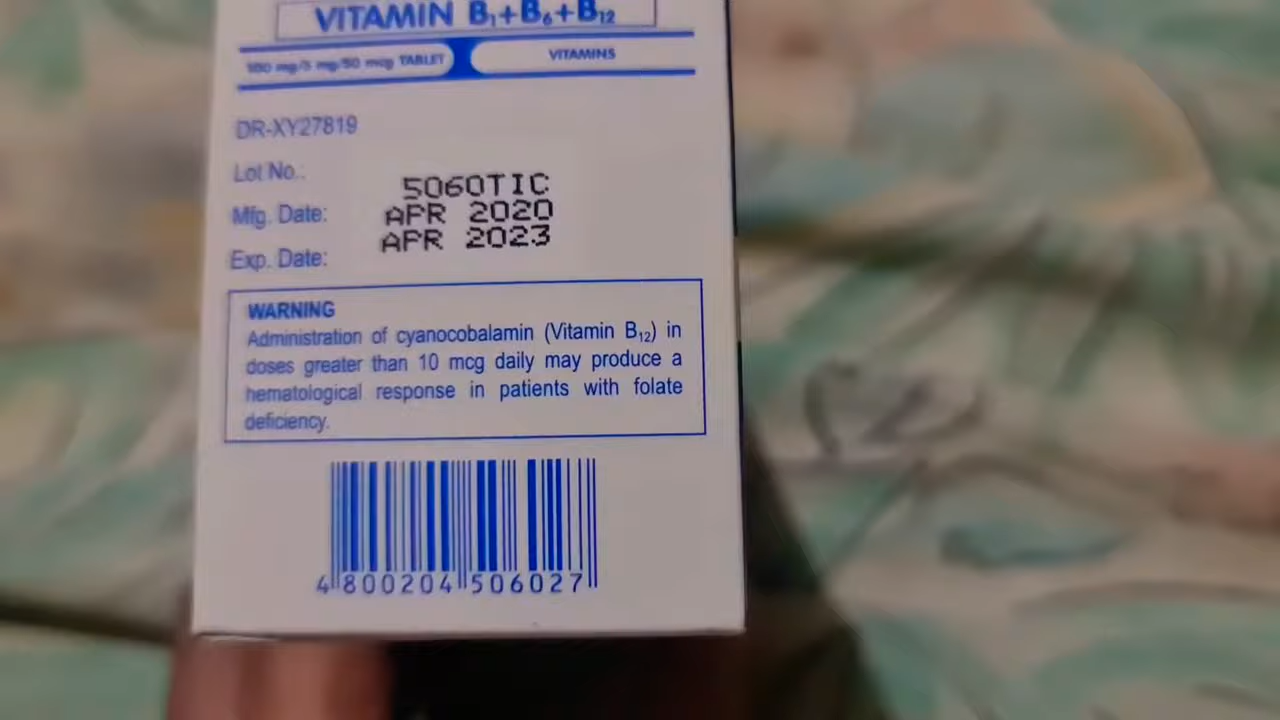 VITAMIN B₁+B₆+B₁₂
100 mg/5 mg/50 mcg TABLET VITAMINS
DR-XY27819
Lot No.: 5060TIC
Mfg. Date: APR 2020
Exp. Date: APR 2023
WARNING
Administration of cyanocobalamin (Vitamin B₁₂) in
doses greater than 10 mcg daily may produce a
hematological response in patients with folate
deficiency.
4 800204 506027